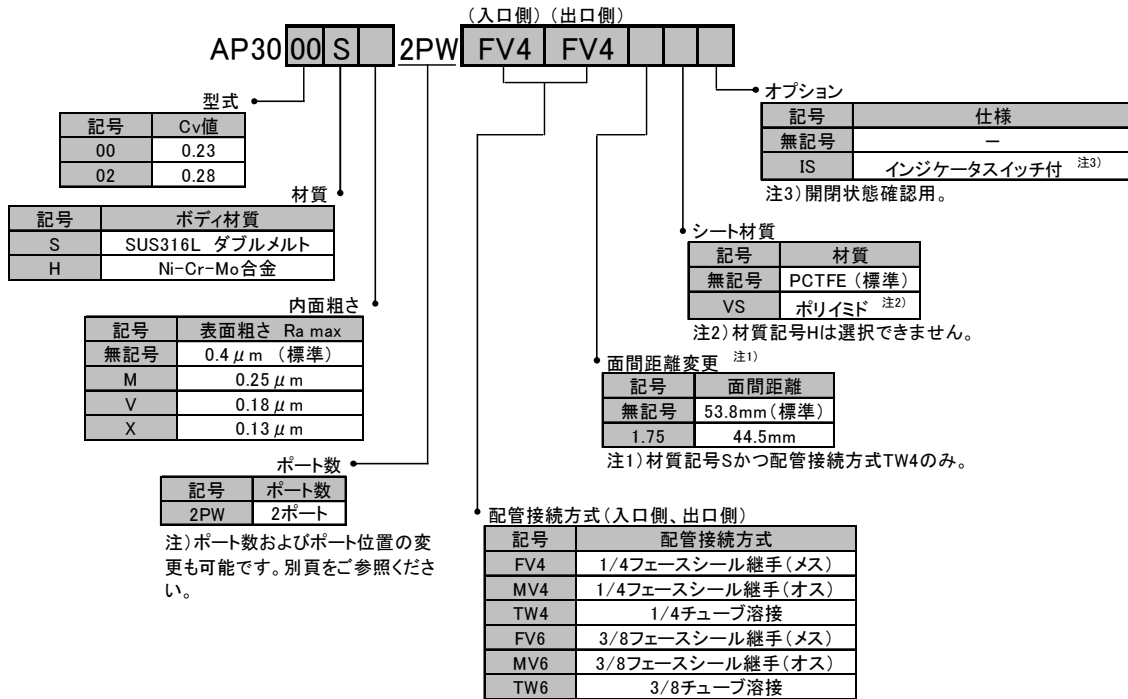 (入口側) (出口側)
AP30 00 S 2PW FV4 FV4
型式
記号 Cv値
00 0.23
02 0.28
材質
記号 ボディ材質
S SUS316L ダブルメルト
H Ni-Cr-Mo合金
内面粗さ
記号 表面粗さ Ra max
無記号 0.4μm (標準)
M 0.25μm
V 0.18μm
X 0.13μm
ポート数
記号 ポート数
2PW 2ポート
注)ポート数およびポート位置の変
更も可能です。別頁をご参照くださ
い。
オプション
記号 仕様
無記号 －
IS インジケータスイッチ付 注3)
注3)開閉状態確認用。
シート材質
記号 材質
無記号 PCTFE (標準)
VS ポリイミド 注2)
注2)材質記号Hは選択できません。
面間距離変更 注1)
記号 面間距離
無記号 53.8mm(標準)
1.75 44.5mm
注1)材質記号Sかつ配管接続方式TW4のみ。
配管接続方式(入口側、出口側)
記号 配管接続方式
FV4 1/4フェースシール継手(メス)
MV4 1/4フェースシール継手(オス)
TW4 1/4チューブ溶接
FV6 3/8フェースシール継手(メス)
MV6 3/8フェースシール継手(オス)
TW6 3/8チューブ溶接